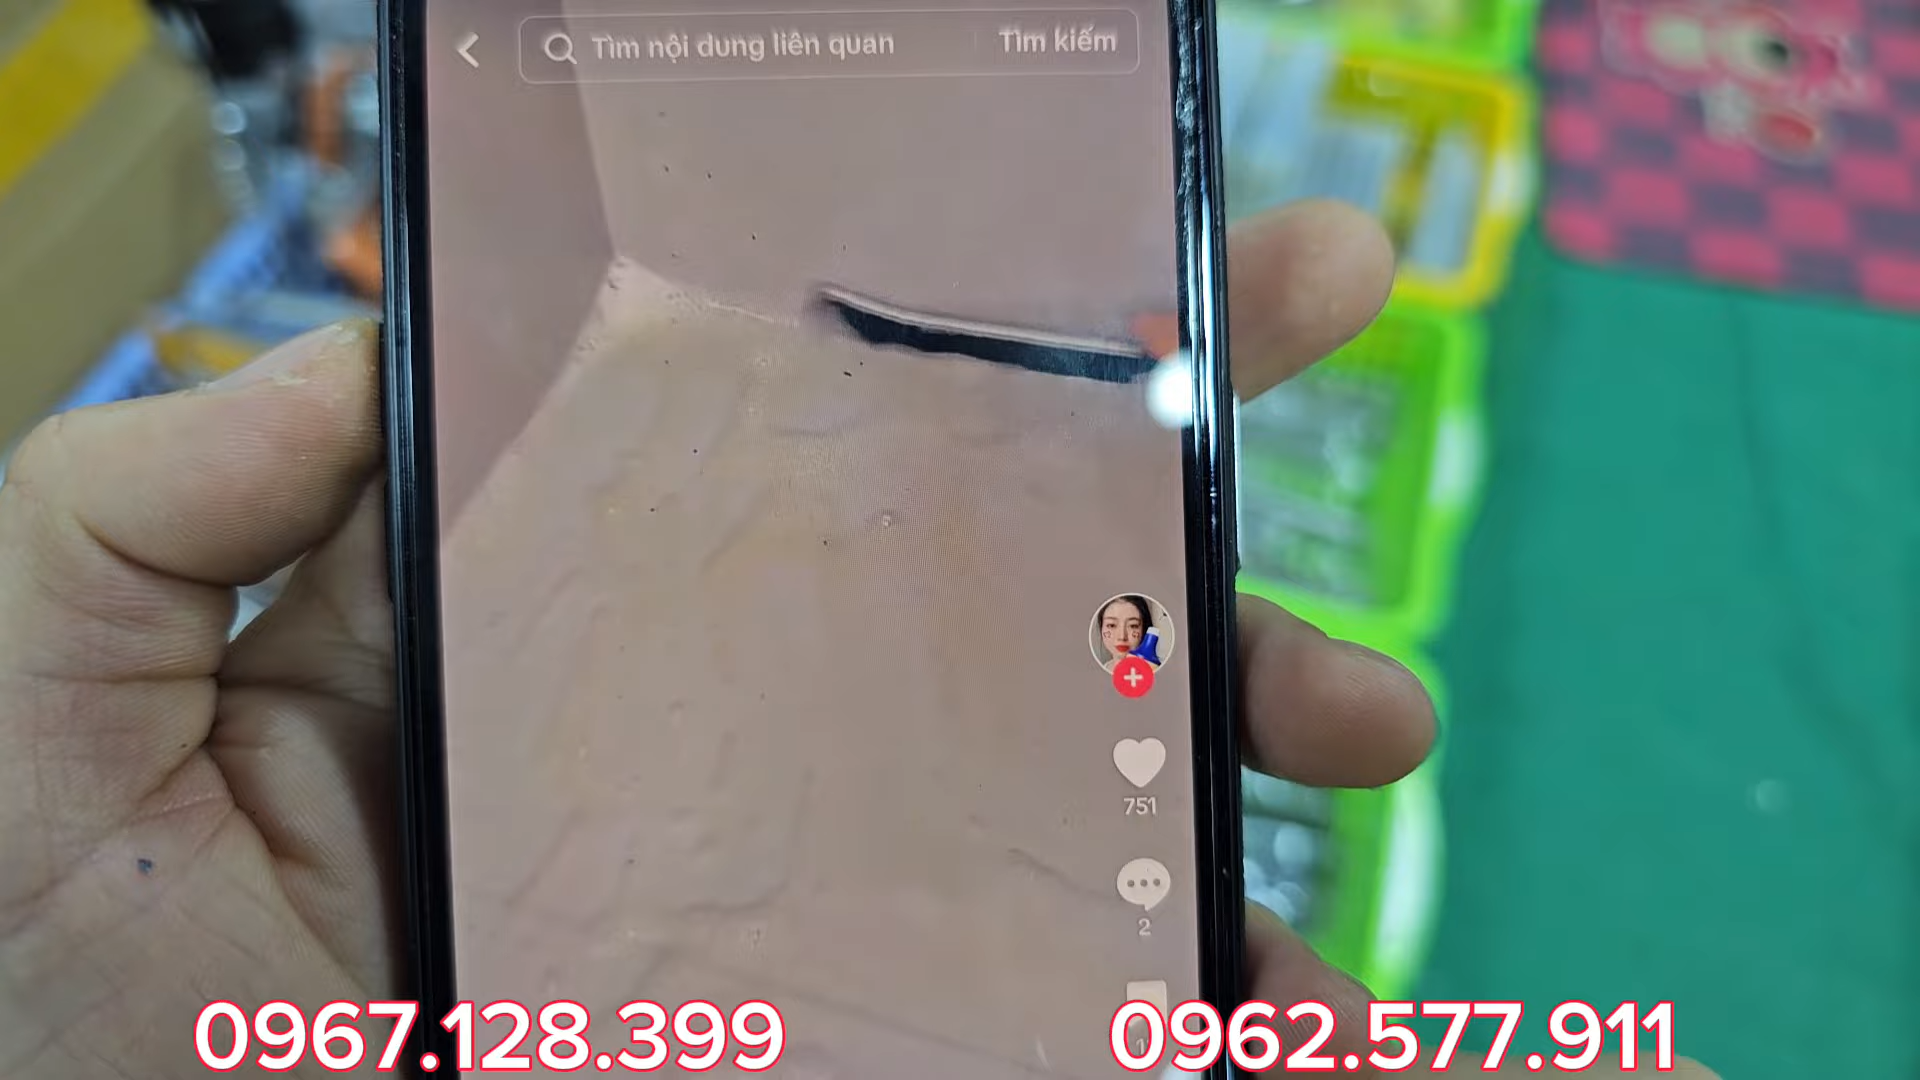 Tìm nội dung liên quan
Tìm kiếm
751
2
0967.128.399
0962.577.911